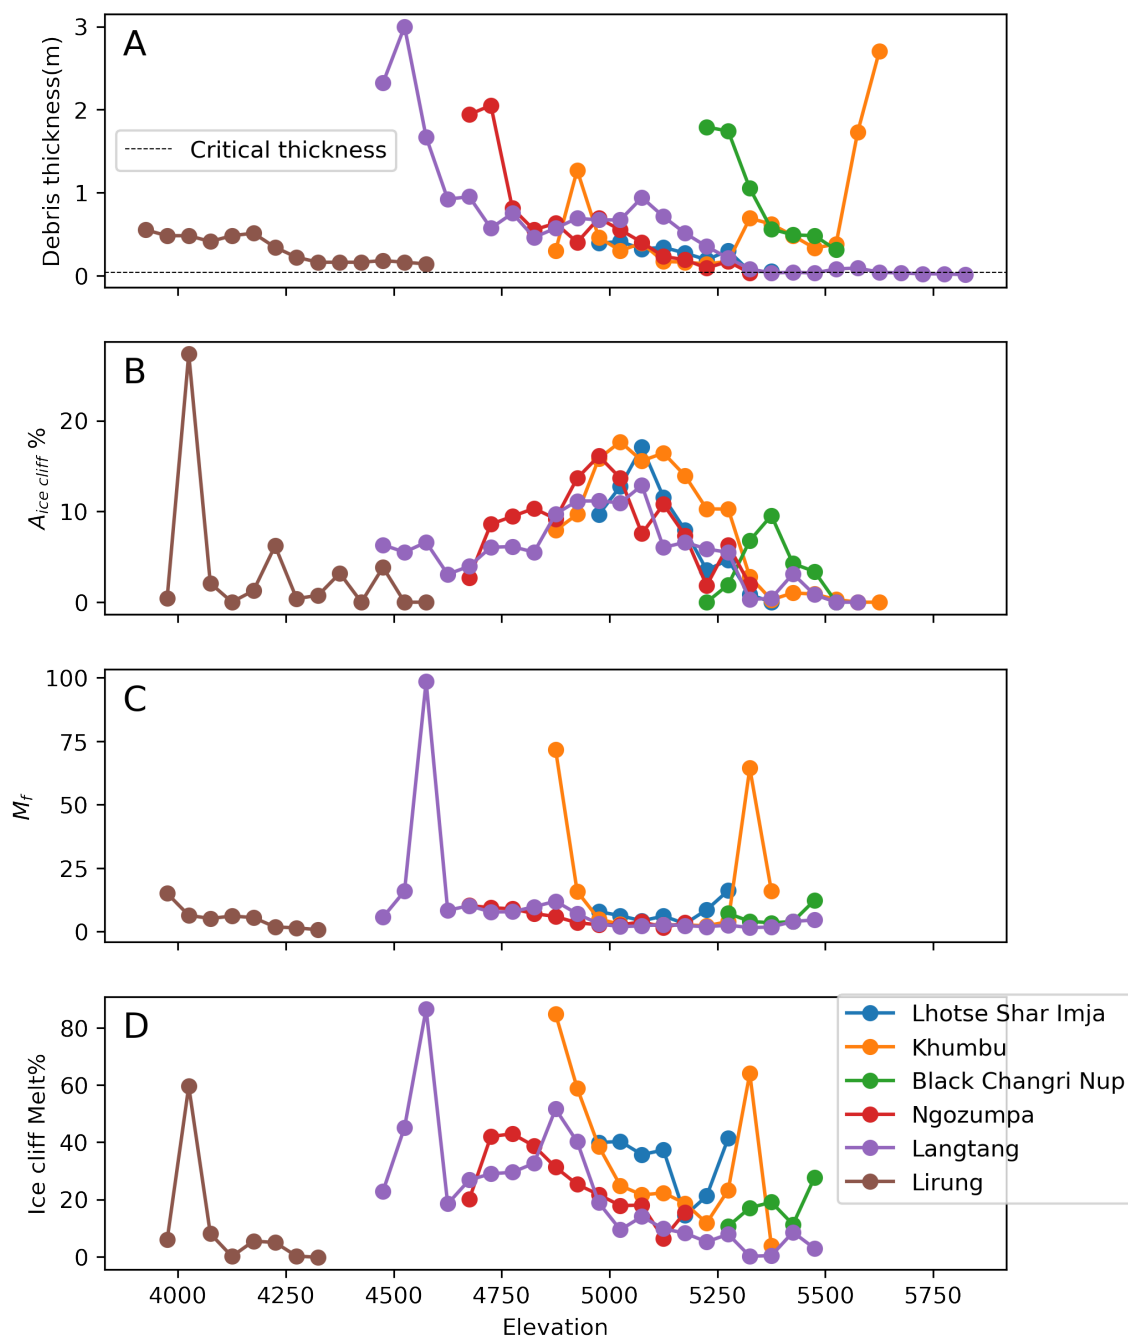 A
Debris thickness(m)
3
2
1
0
Critical thickness
B
A_ice cliff %
20
10
0
C
M_f
100
75
50
25
0
D
Ice cliff Melt%
80
60
40
20
0
Lhotse Shar Imja
Khumbu
Black Changri Nup
Ngozumpa
Langtang
Lirung
4000 4250 4500 4750 5000 5250 5500 5750
Elevation